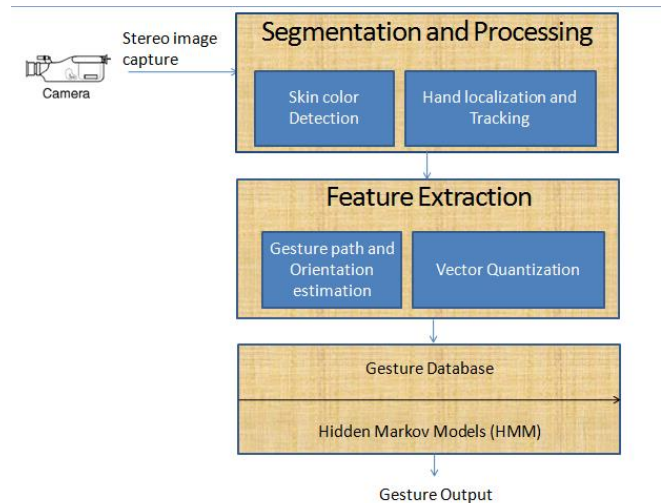 Stereo image
capture
Camera
Segmentation and Processing
Skin color
Detection
Hand localization and
Tracking
Feature Extraction
Gesture path and
Orientation
estimation
Vector Quantization
Gesture Database
Hidden Markov Models (HMM)
Gesture Output